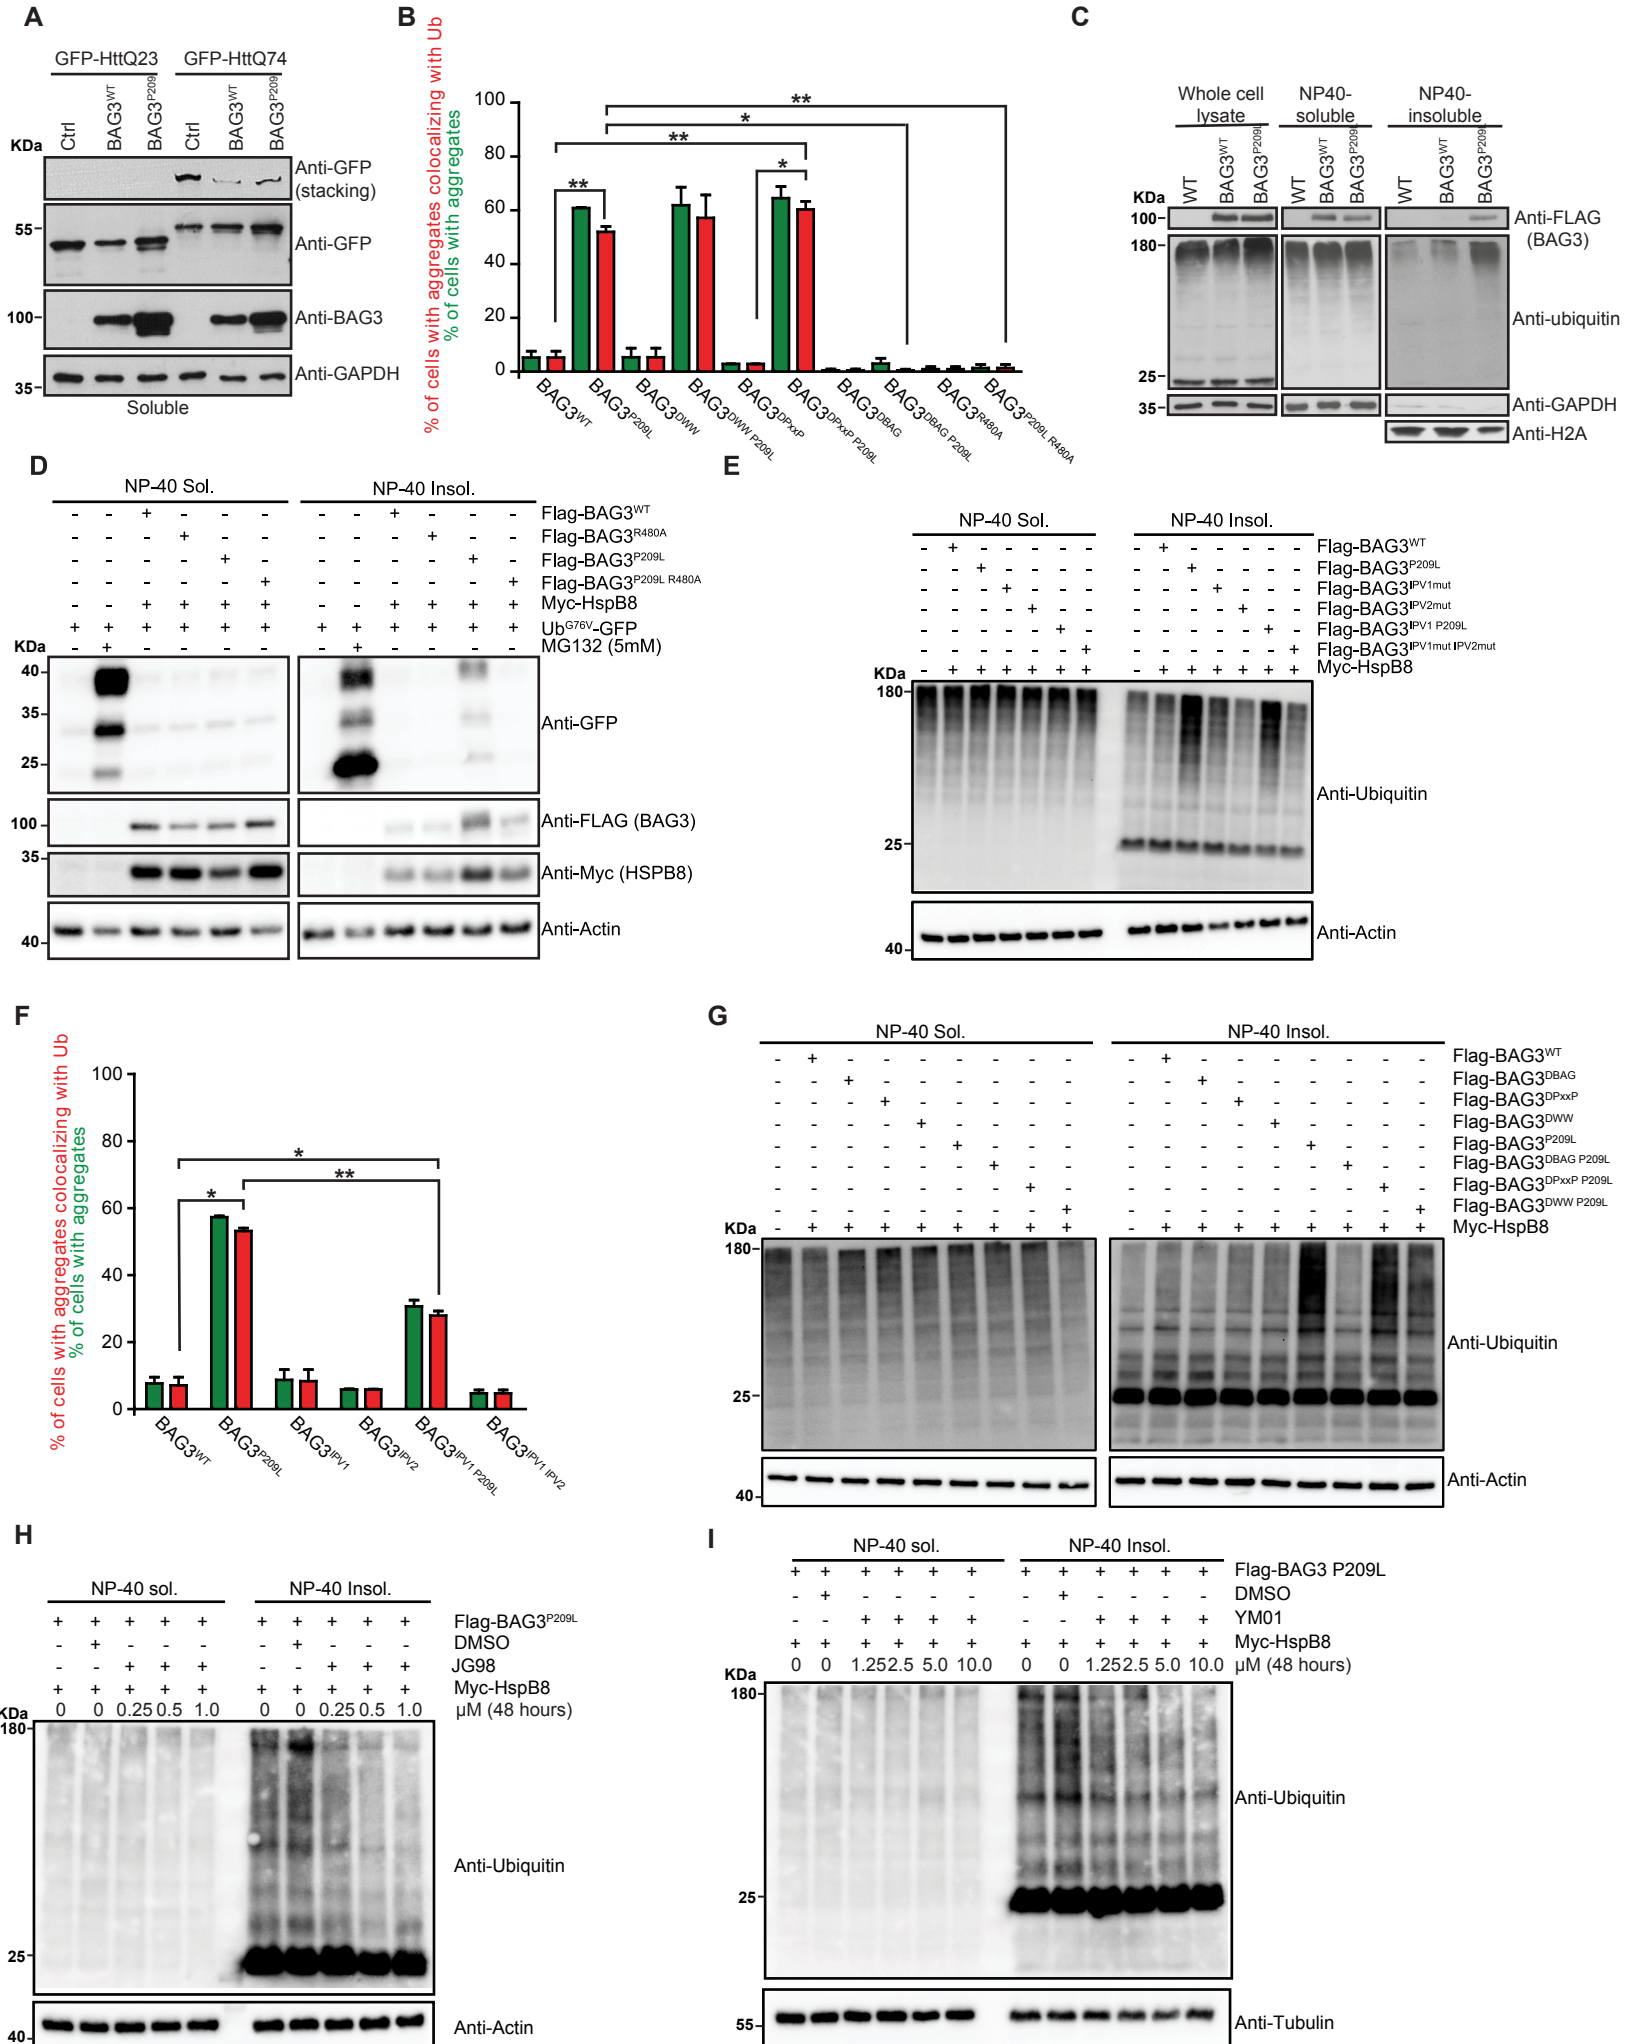 A
GFP-HttQ23 GFP-HttQ74
Ctrl BAG3WT BAG3P209L Ctrl BAG3WT BAG3P209L
KDa
Anti-GFP
(stacking)
55
Anti-GFP
100
Anti-BAG3
Anti-GAPDH
35
Soluble
B
% of cells with aggregates colocalizing with Ub
% of cells with aggregates
100
80
60
40
20
0
** * ** * **
BAG3WT BAG3P209L BAG3DWW BAG3DWW P209L BAG3DPxxP BAG3DPxxP P209L BAG3DBAG BAG3DBAG P209L BAG3R480A BAG3P209L R480A
C
Whole cell lysate
NP40-soluble
NP40-insoluble
WT BAG3WT BAG3P209L WT BAG3WT BAG3P209L WT BAG3WT BAG3P209L
KDa
100
Anti-FLAG
(BAG3)
180
Anti-ubiquitin
25
35
Anti-GAPDH
Anti-H2A
D
NP-40 Sol. NP-40 Insol.
- - + - - - - - + - - - Flag-BAG3WT
- - - + - - - - - + - - Flag-BAG3R480A
- - - - + - - - - - + - Flag-BAG3P209L
- - - - - + - - - - - + Flag-BAG3P209L R480A
- - + + + + - - + + + + Myc-HspB8
+ + + + + + + + + + + + UbG76V-GFP
KDa - + - - - - - + - - - - MG132 (5mM)
40
35
Anti-GFP
25
100
Anti-FLAG (BAG3)
35
Anti-Myc (HSPB8)
Anti-Actin
40
E
NP-40 Sol. NP-40 Insol.
- + - - - - - - + - - - - - Flag-BAG3WT
- - + - - - - - - + - - - - Flag-BAG3P209L
- - - + - - - - - - + - - - Flag-BAG3IPV1mut
- - - - + - - - - - - + - - Flag-BAG3IPV2mut
- - - - - + - - - - - - + - Flag-BAG3IPV1 P209L
- - - - - - + - - - - - - + Flag-BAG3IPV1mut IPV2mut
KDa - + + + + + + - + + + + + + Myc-HspB8
180
Anti-Ubiquitin
25
Anti-Actin
40
F
% of cells with aggregates colocalizing with Ub
% of cells with aggregates
100
80
60
40
20
0
* ** *
BAG3WT BAG3P209L BAG3IPV1 BAG3IPV2 BAG3IPV1 P209L BAG3IPV1 IPV2
G
NP-40 Sol. NP-40 Insol.
- + - - - - - - - - + - - - - - - - Flag-BAG3WT
- - + - - - - - - - - + - - - - - - Flag-BAG3DBAG
- - - + - - - - - - - - + - - - - - Flag-BAG3DPxxP
- - - - + - - - - - - - - + - - - - Flag-BAG3DWW
- - - - - + - - - - - - - - + - - - Flag-BAG3P209L
- - - - - - + - - - - - - - - + - - Flag-BAG3DBAG P209L
- - - - - - - + - - - - - - - - + - Flag-BAG3DPxxP P209L
- - - - - - - - + - - - - - - - - + Flag-BAG3DWW P209L
KDa - + + + + + + + + - + + + + + + + + Myc-HspB8
180
Anti-Ubiquitin
25
Anti-Actin
40
H
NP-40 sol. NP-40 Insol.
+ + + + + + + + + + Flag-BAG3P209L
- + - - - - + - - - DMSO
- - + + + - - + + + JG98
+ + + + + + + + + + Myc-HspB8
KDa 0 0 0.25 0.5 1.0 0 0 0.25 0.5 1.0 µM (48 hours)
180
Anti-Ubiquitin
25
Anti-Actin
40
I
NP-40 sol. NP-40 Insol.
+ + + + + + + + + + + + Flag-BAG3 P209L
- + - - - - - + - - - - DMSO
- - + + + + - - + + + + YM01
+ + + + + + + + + + + + Myc-HspB8
KDa 0 0 1.25 2.5 5.0 10.0 0 0 1.25 2.5 5.0 10.0 µM (48 hours)
180
Anti-Ubiquitin
25
55
Anti-Tubulin